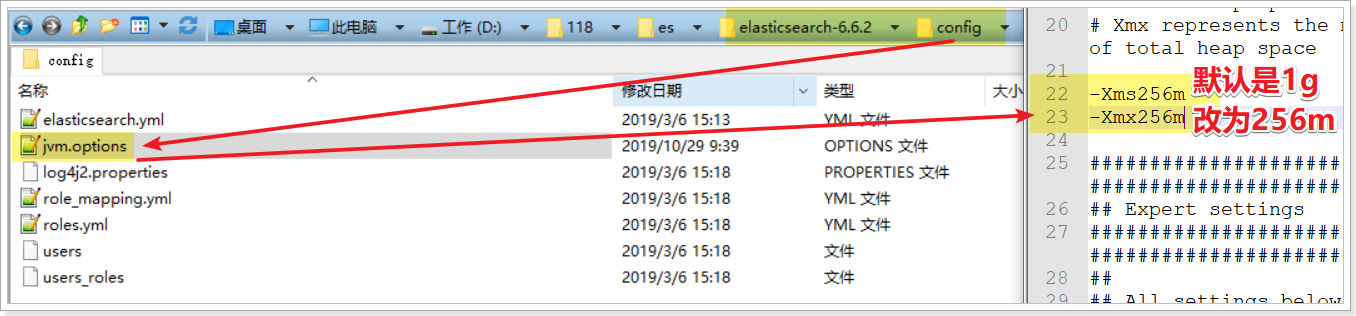 桌面 此电脑 工作 (D:) 118 es elasticsearch-6.6.2 config
config
名称 修改日期 类型 大小
elasticsearch.yml 2019/3/6 15:13 YML 文件
jvm.options 2019/10/29 9:39 OPTIONS 文件
log4j2.properties 2019/3/6 15:18 PROPERTIES 文件
role_mapping.yml 2019/3/6 15:18 YML 文件
roles.yml 2019/3/6 15:18 YML 文件
users 2019/3/6 15:18 文件
users_roles 2019/3/6 15:18 文件
20 # Xmx represents the
of total heap space
21
22 -Xms256m
23 -Xmx256m
默认是1g
改为256m
24
25 #######################
#######################
26 ## Expert settings
27 #######################
#######################
28 ##
29 ## All settings below